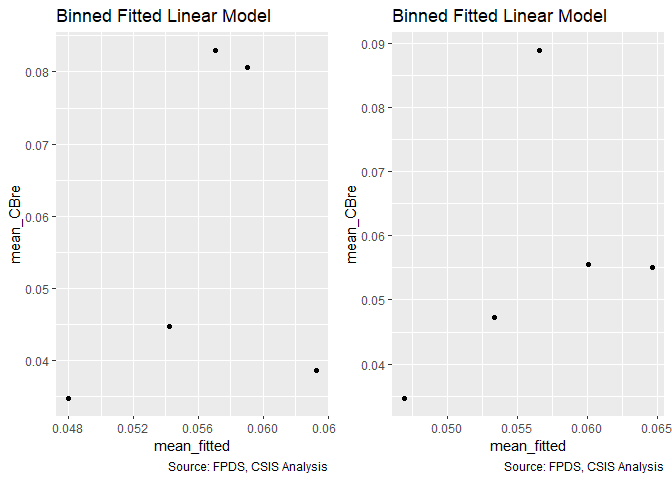 Binned Fitted Linear Model
mean_CBre
0.08
0.07
0.06
0.05
0.04
0.048 0.052 0.056 0.060 0.06
mean_fitted
Source: FPDS, CSIS Analysis
Binned Fitted Linear Model
mean_CBre
0.09
0.08
0.07
0.06
0.05
0.04
0.050 0.055 0.060 0.065
mean_fitted
Source: FPDS, CSIS Analysis